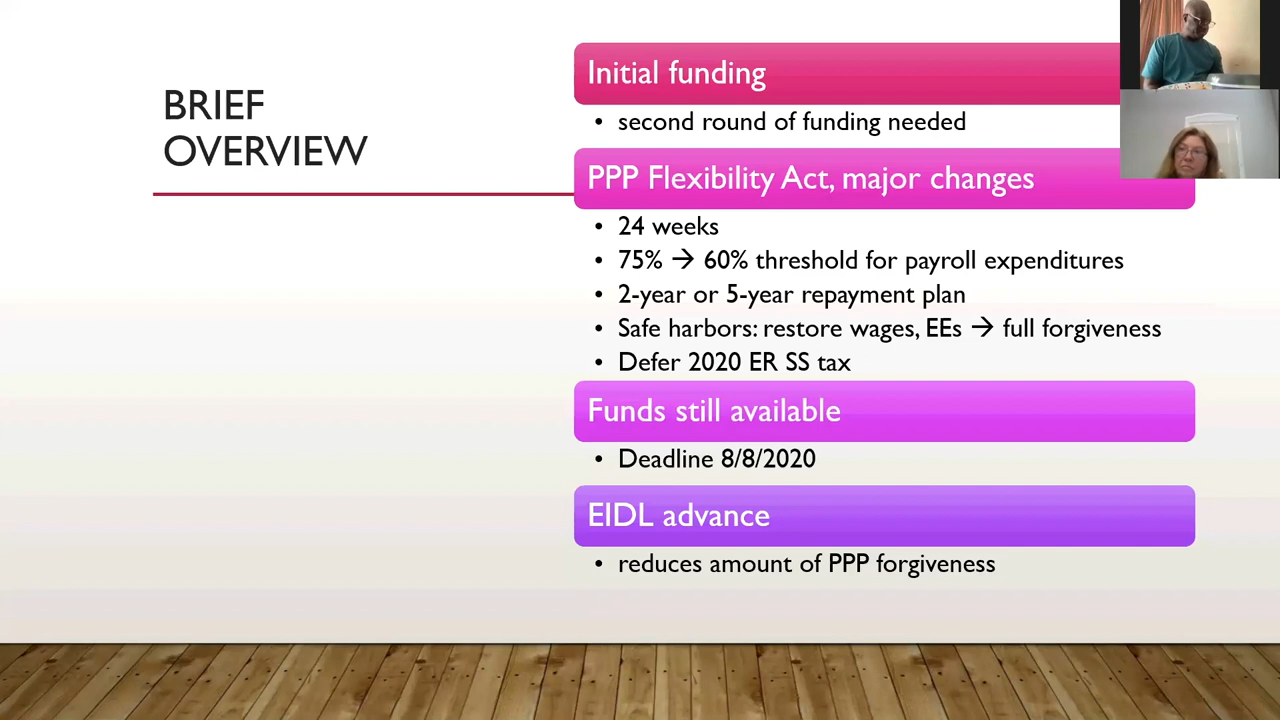 BRIEF
OVERVIEW
Initial funding
• second round of funding needed
PPP Flexibility Act, major changes
• 24 weeks
• 75% → 60% threshold for payroll expenditures
• 2-year or 5-year repayment plan
• Safe harbors: restore wages, EEs → full forgiveness
• Defer 2020 ER SS tax
Funds still available
• Deadline 8/8/2020
EIDL advance
• reduces amount of PPP forgiveness